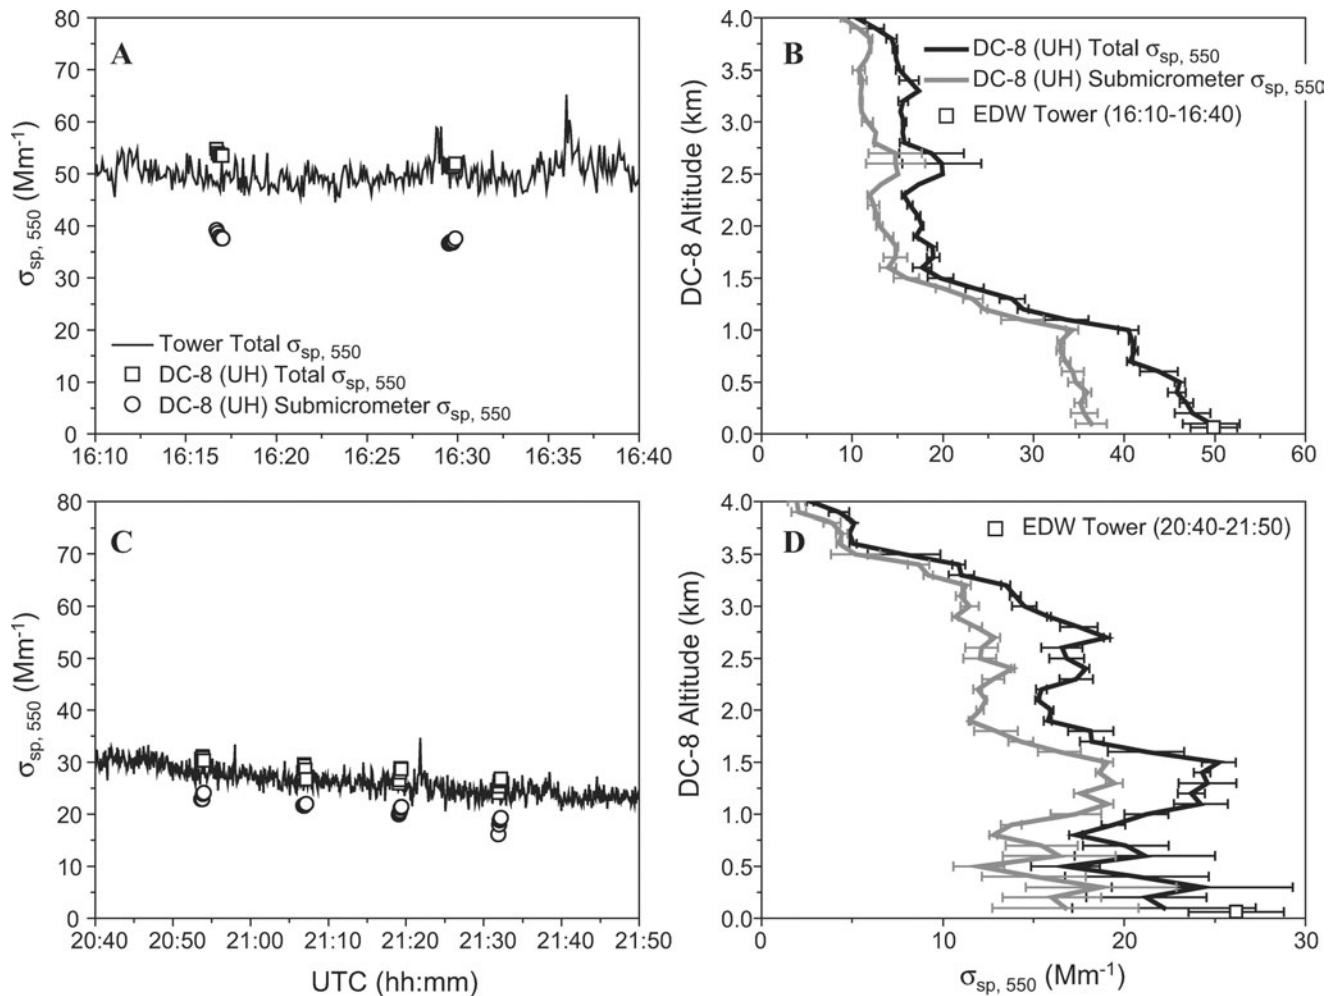 A
σsp, 550 (Mm-1)
80
70
60
50
40
30
20
10
0
Tower Total σsp, 550
DC-8 (UH) Total σsp, 550
DC-8 (UH) Submicrometer σsp, 550
16:10 16:15 16:20 16:25 16:30 16:35 16:40
B
DC-8 Altitude (km)
4.0
3.5
3.0
2.5
2.0
1.5
1.0
0.5
0.0
DC-8 (UH) Total σsp, 550
DC-8 (UH) Submicrometer σsp, 550
EDW Tower (16:10-16:40)
0 10 20 30 40 50 60
C
σsp, 550 (Mm-1)
80
70
60
50
40
30
20
10
0
20:40 20:50 21:00 21:10 21:20 21:30 21:40 21:50
UTC (hh:mm)
D
DC-8 Altitude (km)
4.0
3.5
3.0
2.5
2.0
1.5
1.0
0.5
0.0
EDW Tower (20:40-21:50)
0 10 20 30
σsp, 550 (Mm-1)